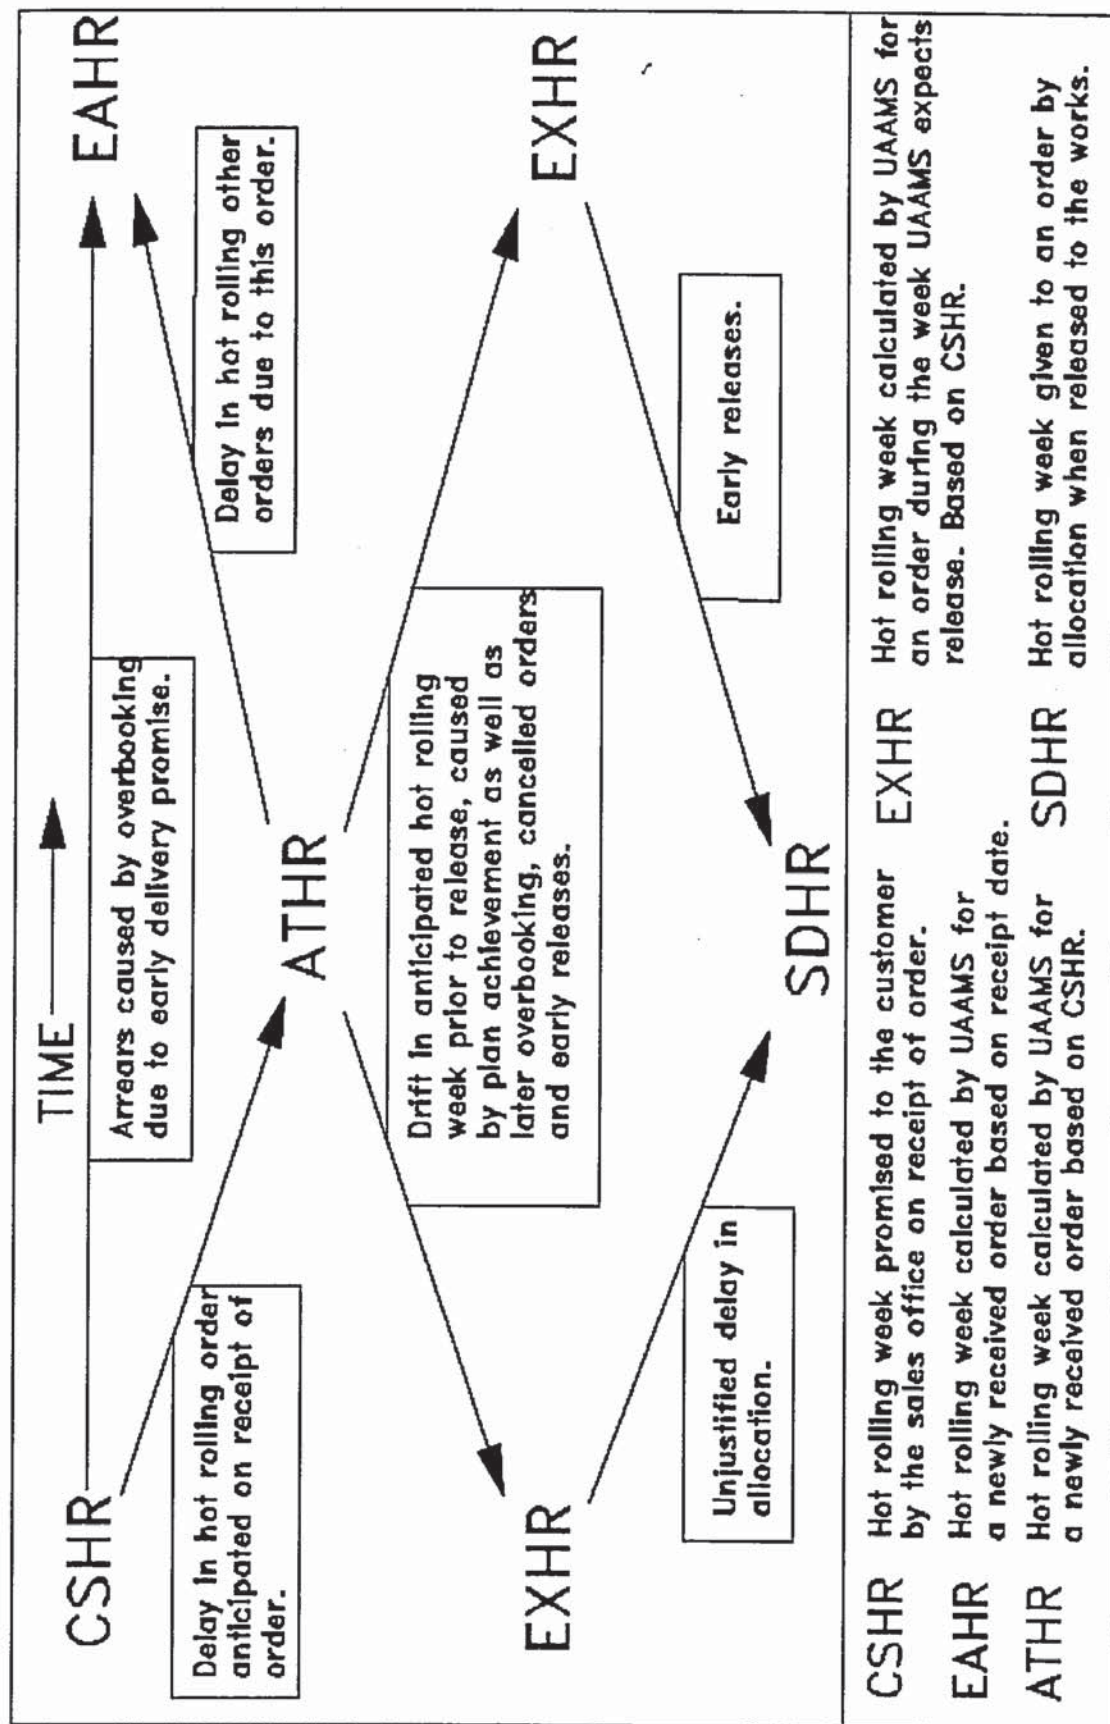 TIME
CSHR
EAHR
Arrears caused by overbooking
due to early delivery promise.
Delay in hot rolling order
anticipated on receipt of
order.
Delay in hot rolling other
orders due to this order.
ATHR
Drift in anticipated hot rolling
week prior to release, caused
by plan achievement as well as
later overbooking, cancelled orders
and early releases.
EXHR
EXHR
Unjustified delay in
allocation.
Early releases.
SDHR
CSHR Hot rolling week promised to the customer
by the sales office on receipt of order.
EAHR Hot rolling week calculated by UAAMS for
a newly received order based on receipt date.
ATHR Hot rolling week calculated by UAAMS for
a newly received order based on CSHR.
EXHR Hot rolling week calculated by UAAMS for
an order during the week UAAMS expects
release. Based on CSHR.
SDHR Hot rolling week given to an order by
allocation when released to the works.